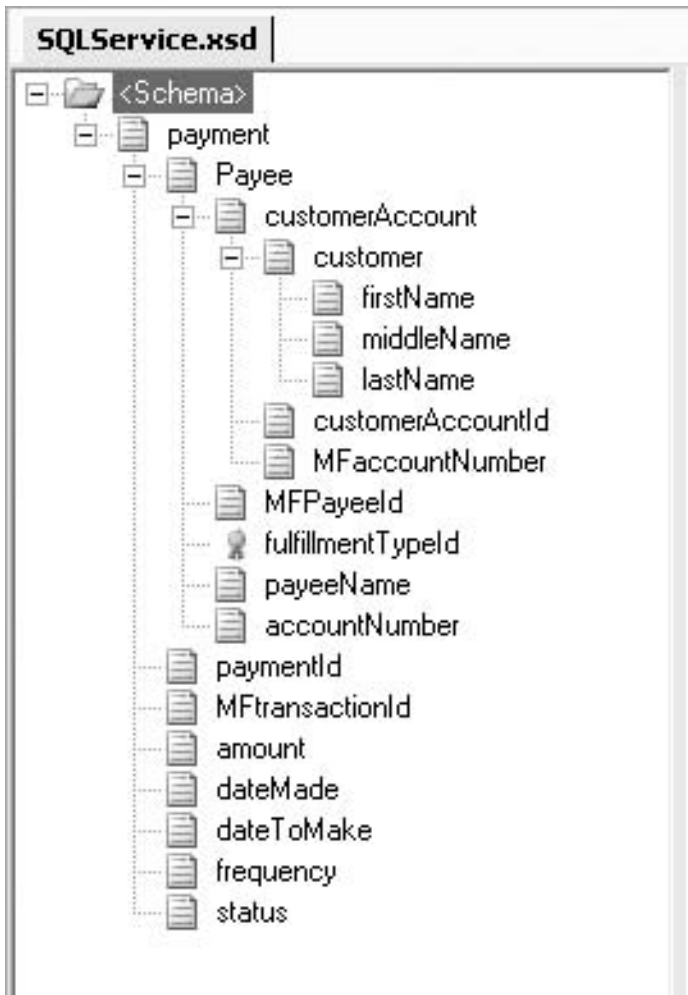 SQLService.xsd
<Schema>
payment
Payee
customerAccount
customer
firstName
middleName
lastName
customerAccountId
MFaccountNumber
MFPayeeId
fulfillmentTypeId
payeeName
accountNumber
paymentId
MFtransactionId
amount
dateMade
dateToMake
frequency
status